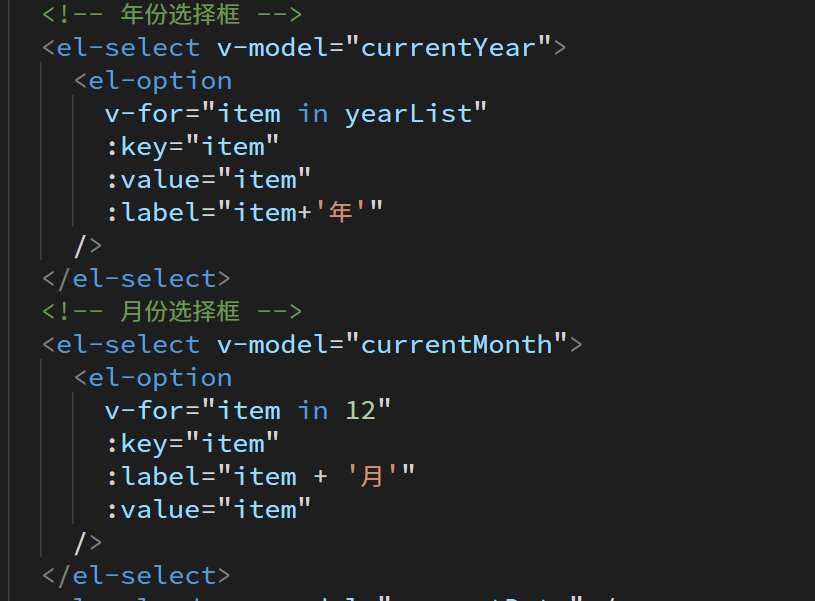 <!-- 年份选择框 -->
<el-select v-model="currentYear">
<el-option
v-for="item in yearList"
:key="item"
:value="item"
:label="item+'年'"
/>
</el-select>
<!-- 月份选择框 -->
<el-select v-model="currentMonth">
<el-option
v-for="item in 12"
:key="item"
:label="item + '月'"
:value="item"
/>
</el-select>